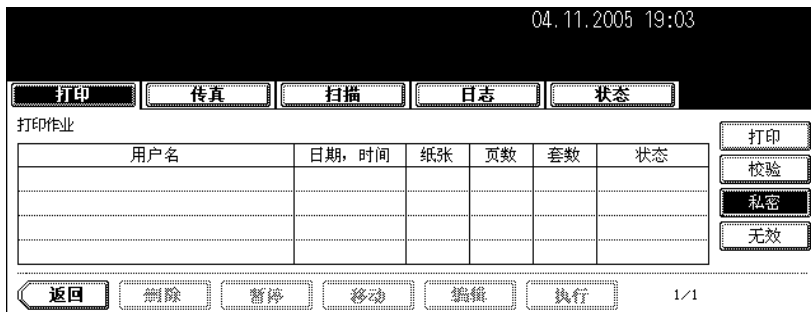 04.11.2005 19:03
打印 传真 扫描 日志 状态
打印作业
用户名 日期，时间 纸张 页数 套数 状态
打印
校验
私密
无效
返回 删除 暂停 移动 编辑 执行 1/1